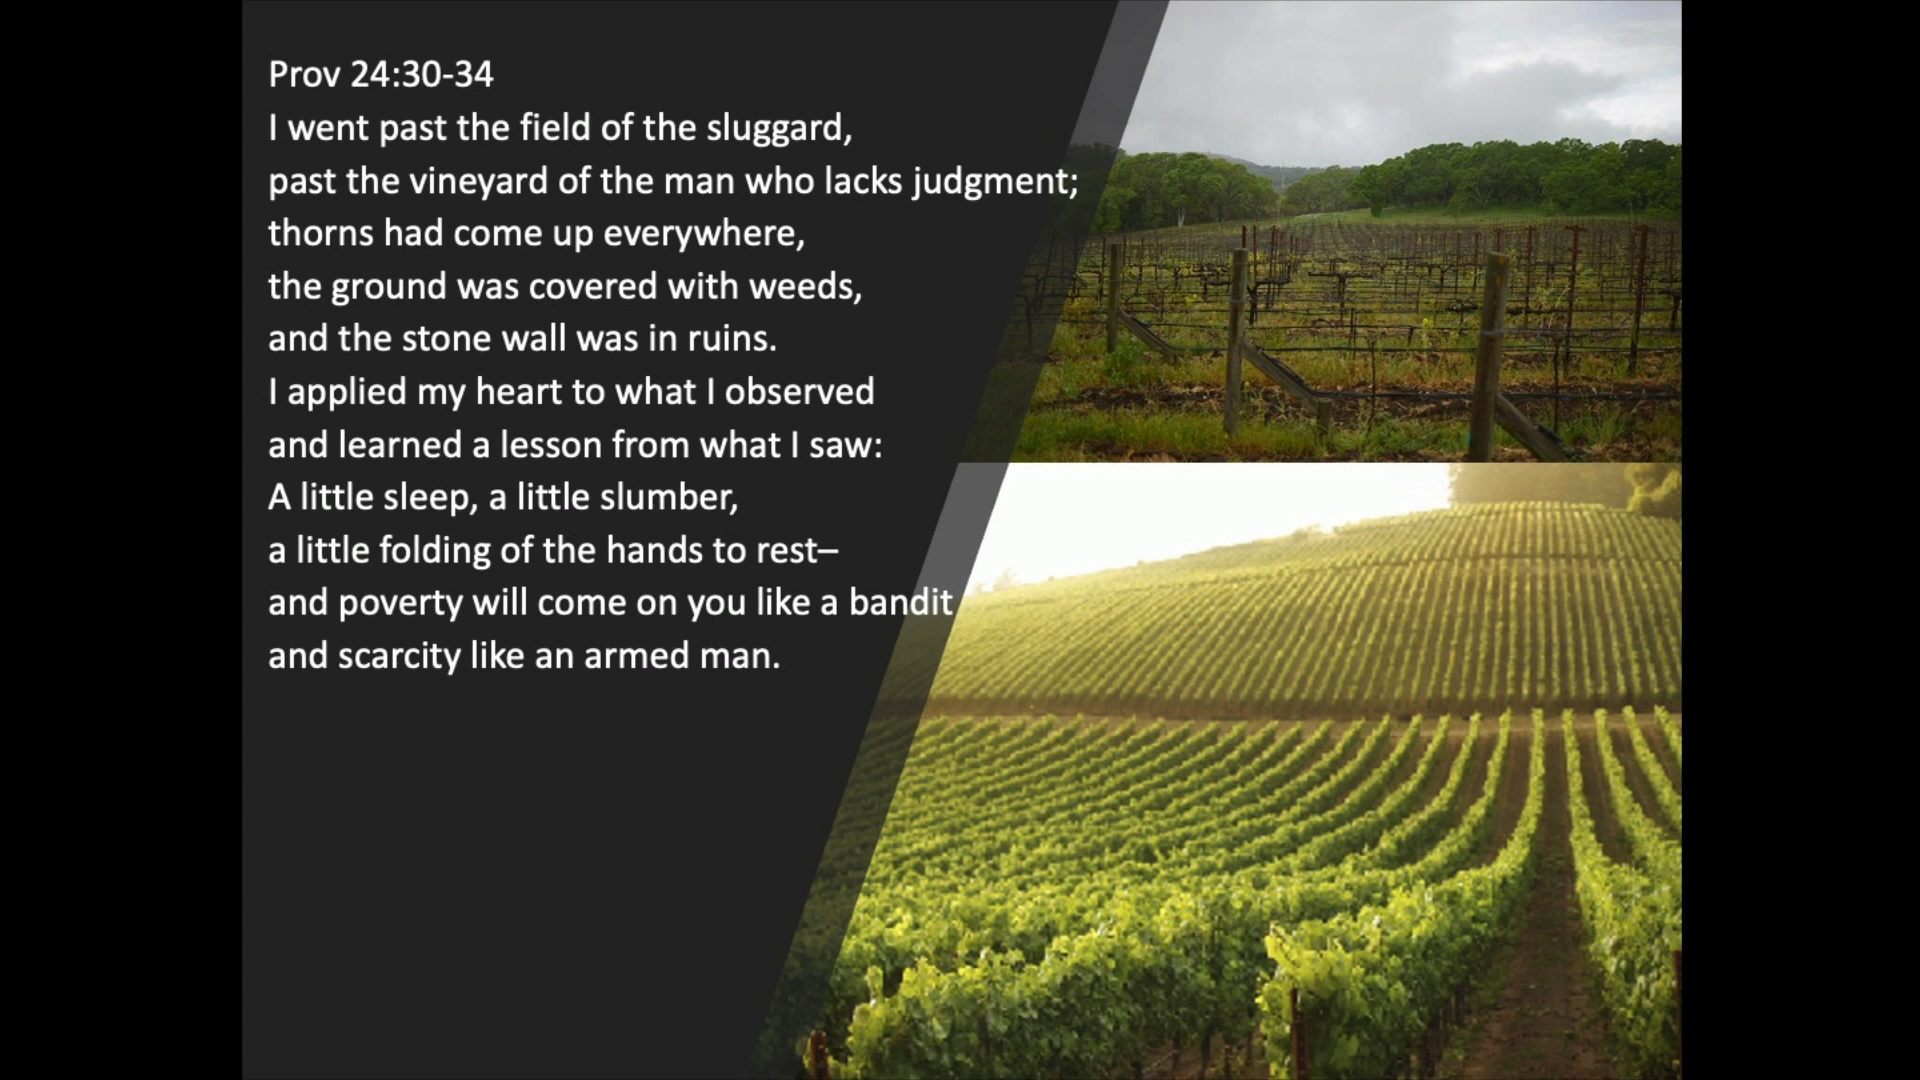 Prov 24:30-34
I went past the field of the sluggard,
past the vineyard of the man who lacks judgment;
thorns had come up everywhere,
the ground was covered with weeds,
and the stone wall was in ruins.
I applied my heart to what I observed
and learned a lesson from what I saw:
A little sleep, a little slumber,
a little folding of the hands to rest–
and poverty will come on you like a bandit
and scarcity like an armed man.